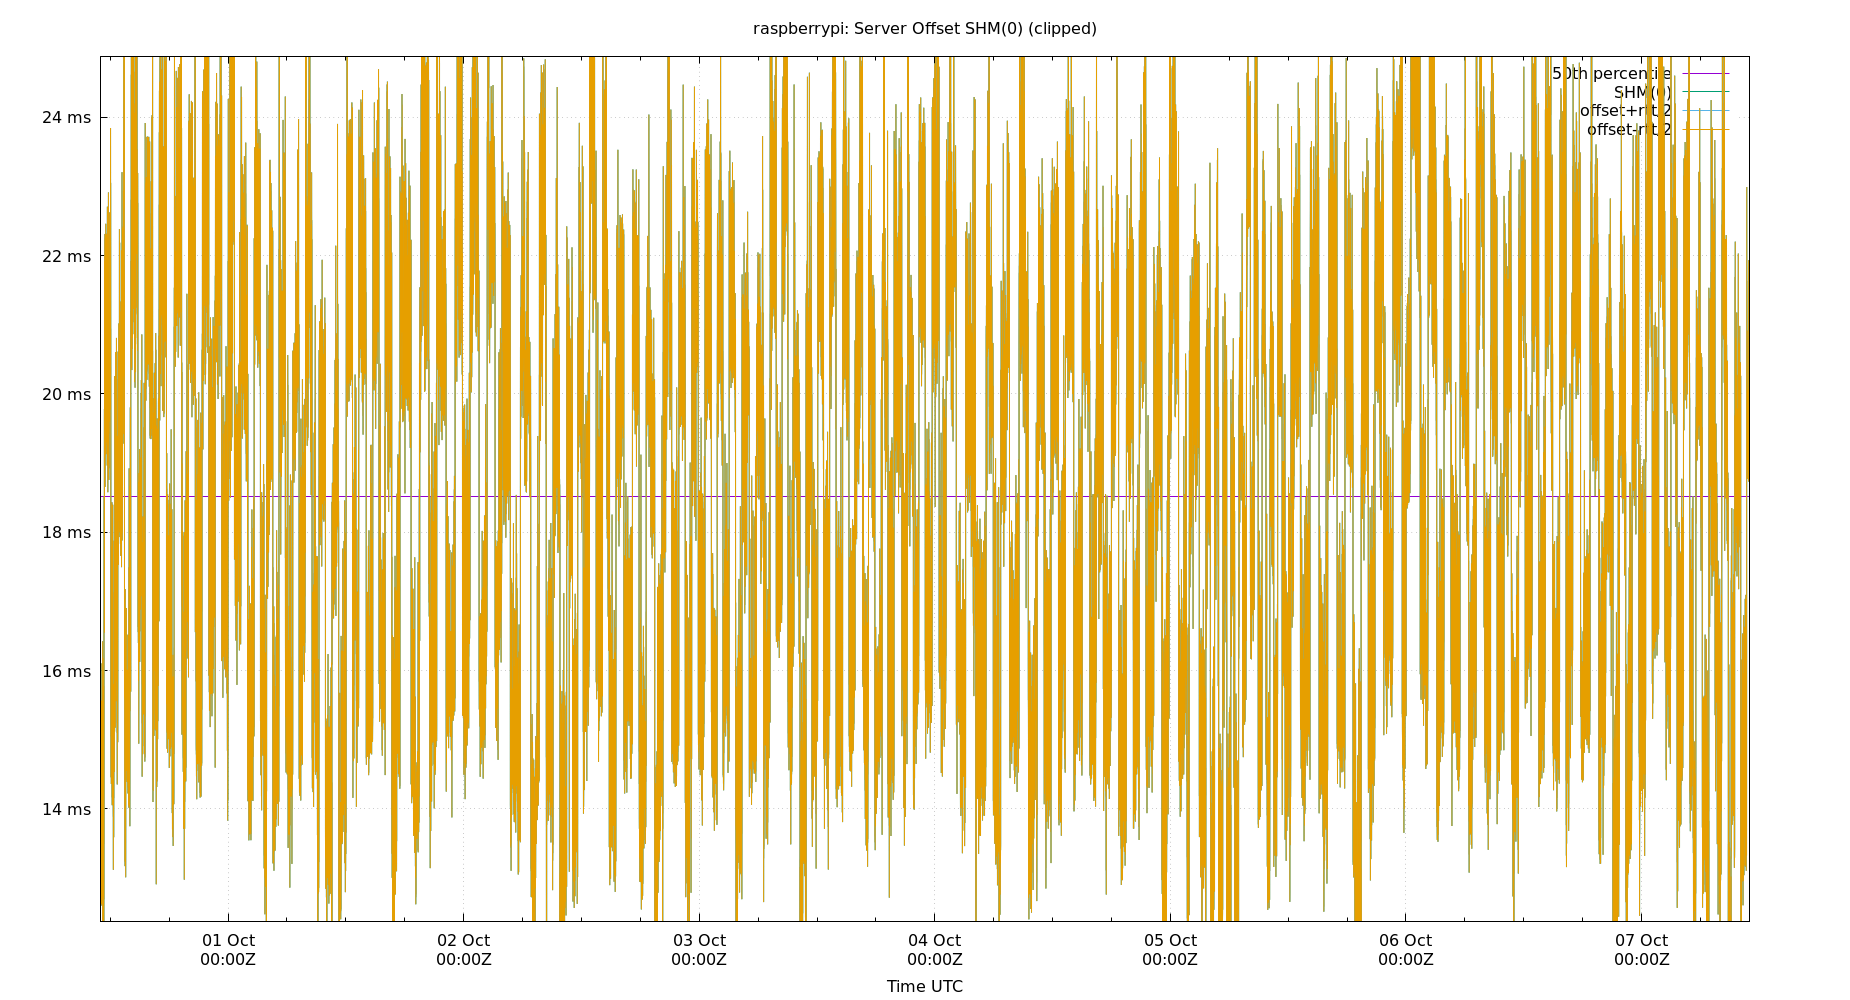 raspberrypi: Server Offset SHM(0) (clipped)
50th percentile
SHM(0)
offset+rtt/2
offset-rtt/2
24 ms
22 ms
20 ms
18 ms
16 ms
14 ms
01 Oct 02 Oct 03 Oct 04 Oct 05 Oct 06 Oct 07 Oct
00:00Z 00:00Z 00:00Z 00:00Z 00:00Z 00:00Z 00:00Z
Time UTC